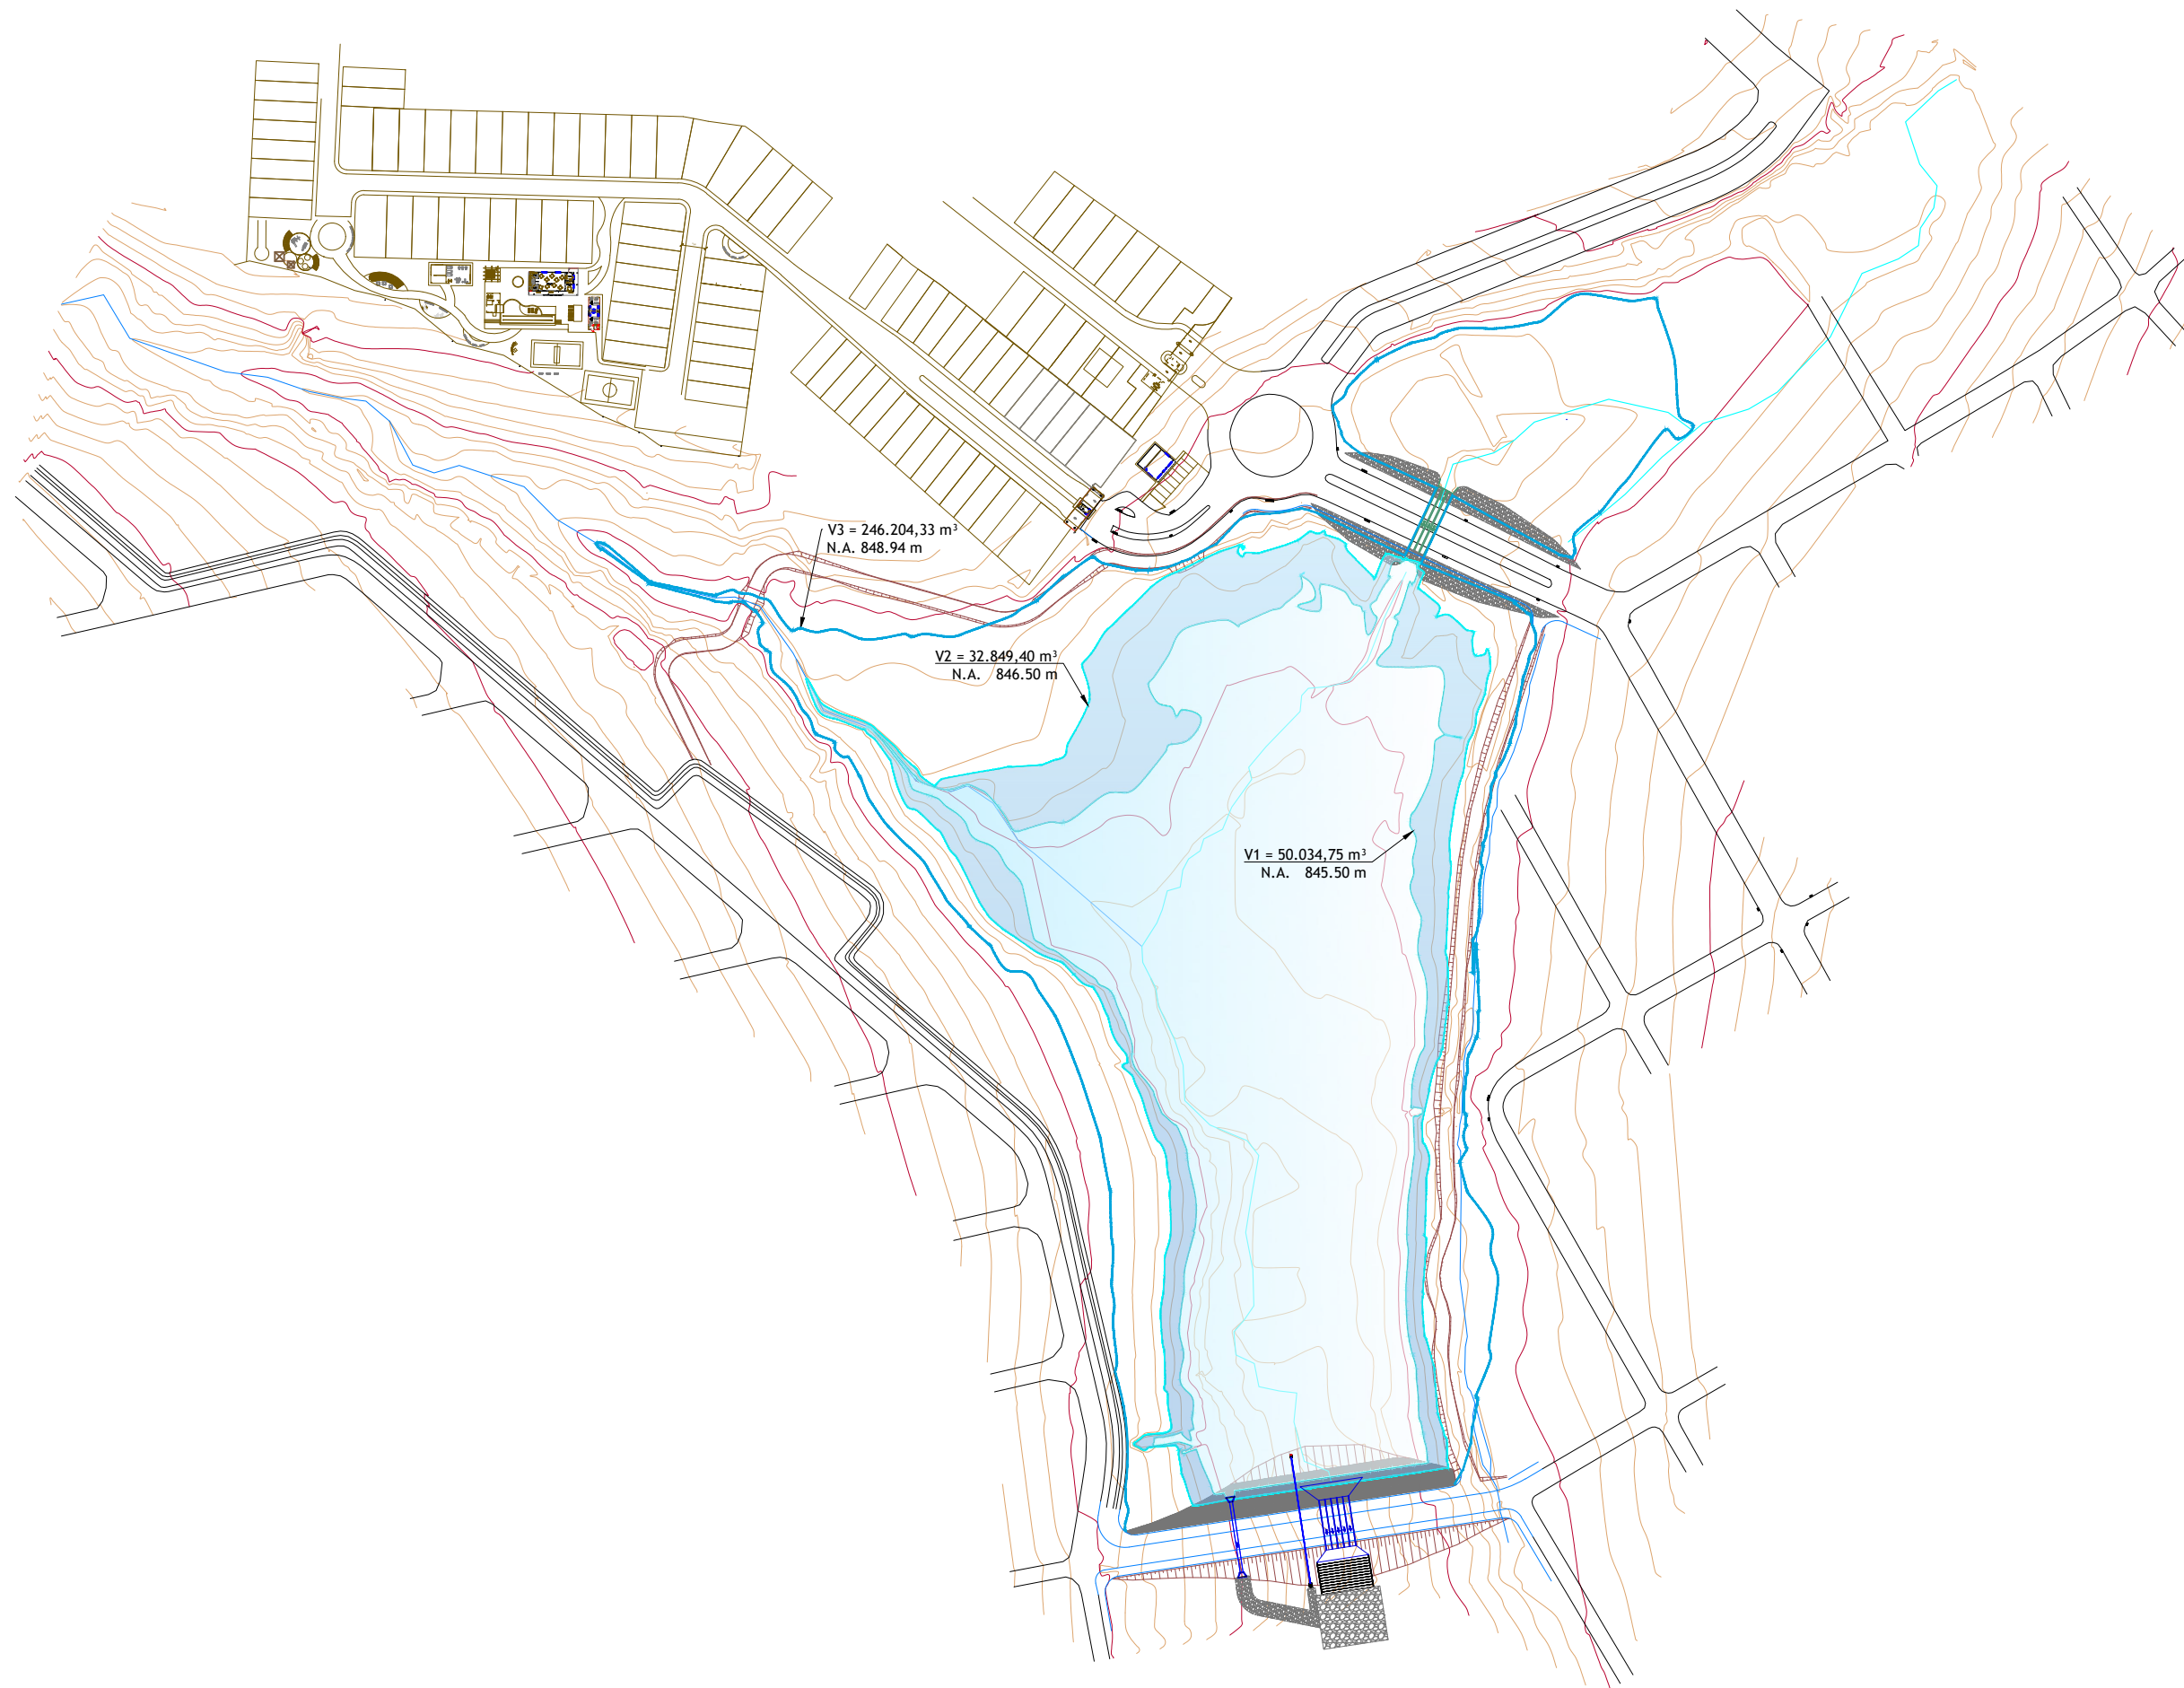 V3 = 246.204,33 m³
N.A. 848.94 m
V2 = 32.849,40 m³
N.A. 846.50 m
V1 = 50.034,75 m³
N.A. 845.50 m